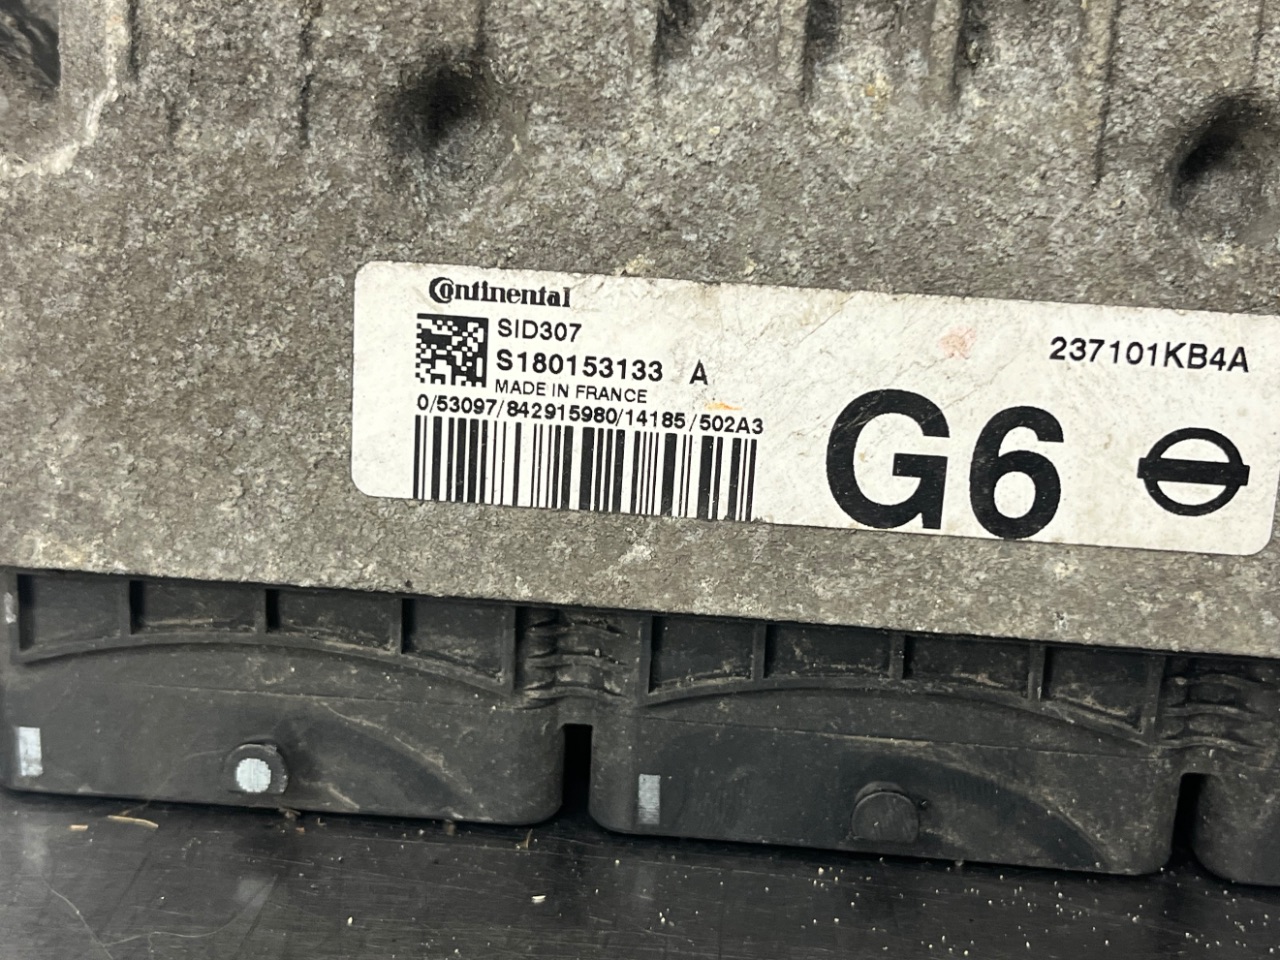 Continental
SID307
S180153133 A
MADE IN FRANCE
0/53097/842915980/14185/502A3
237101KB4A
G6